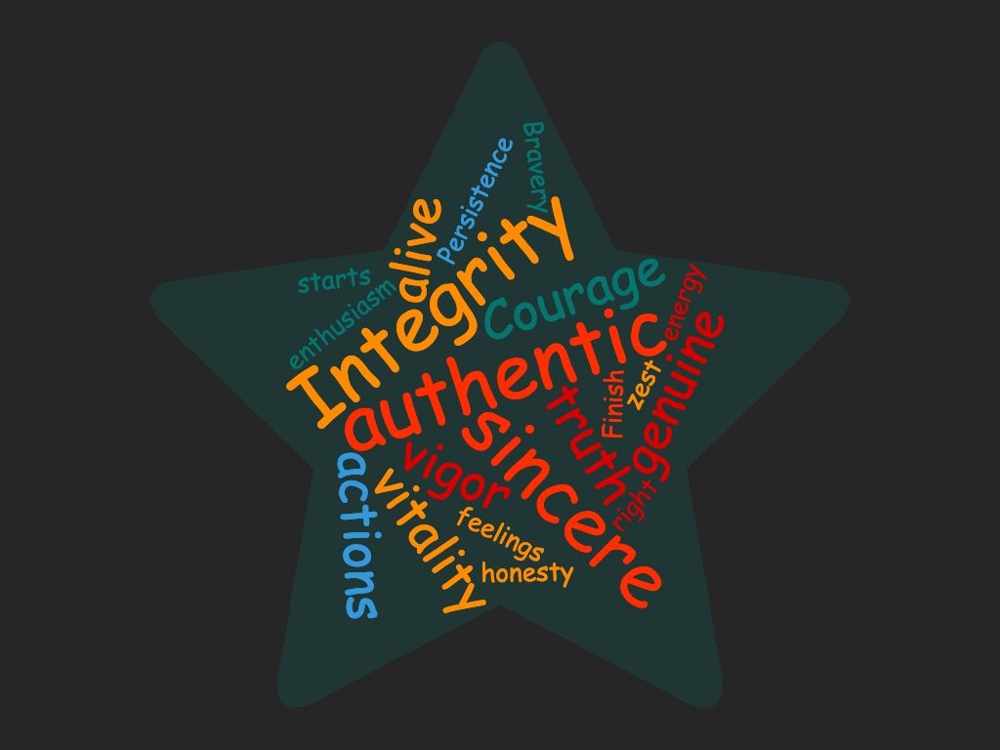 Bravery
Persistence
alive
Integrity
starts
enthusiasm
Courage
energy
authentic
genuiine
zest
Finish
truth
sincere
vigor
actions
vitality
right
feelings
honesty